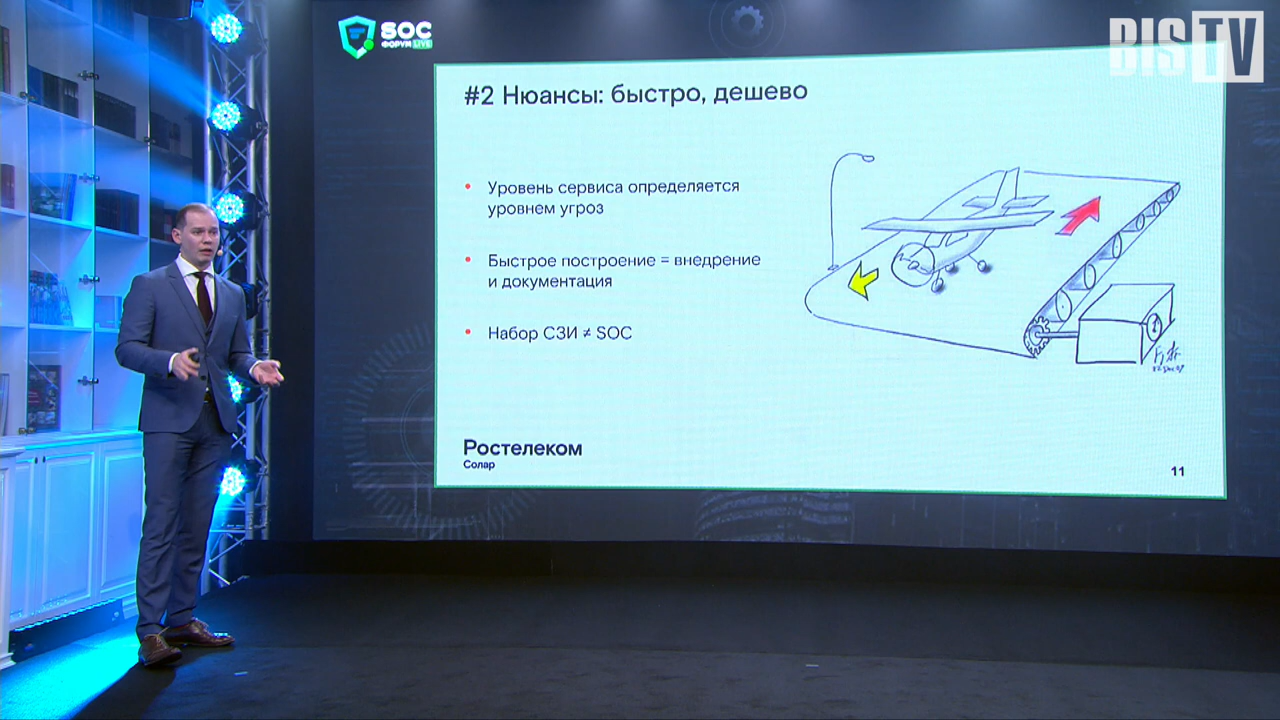 SOC
ФОРУМ LIVE
BIS TV
#2 Нюансы: быстро, дешево
• Уровень сервиса определяется
уровнем угроз
• Быстрое построение = внедрение
и документация
• Набор СЗИ ≠ SOC
Ростелеком
Солар
11